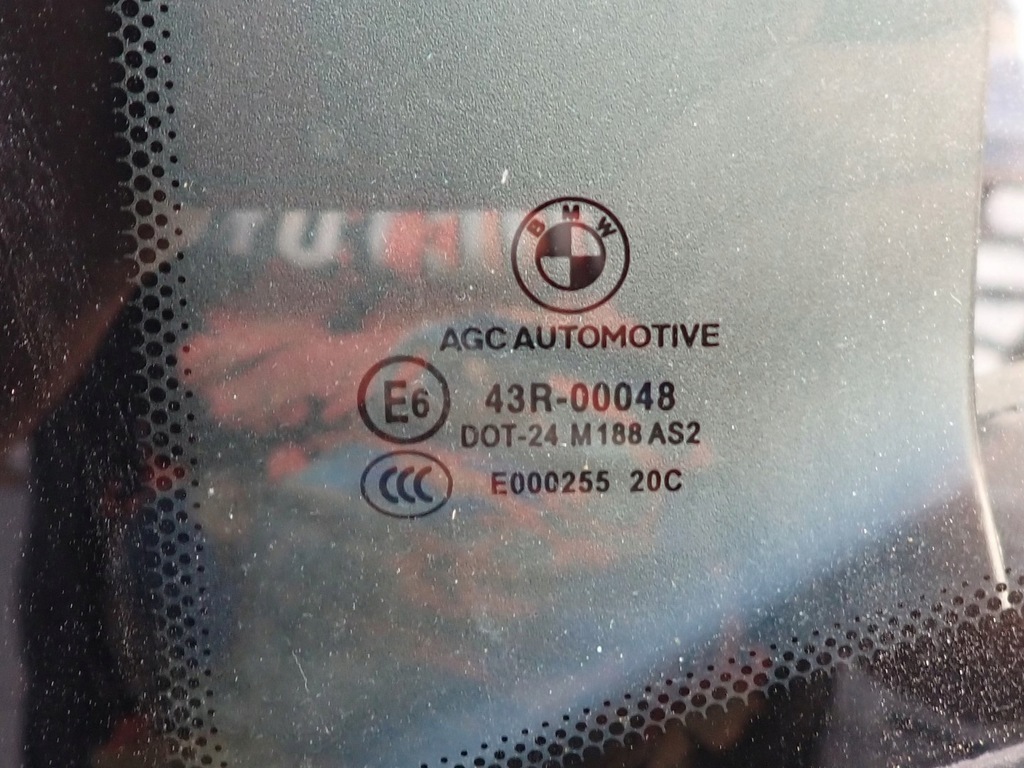 BMW
AGC AUTOMOTIVE
E6
43R-00048
DOT-24 M188 AS2
CCC
E000255 20C